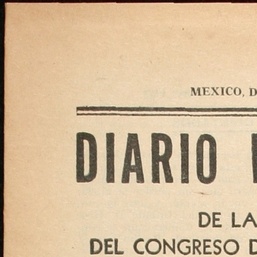 MEXICO, D
DIARIO
DE LA
DEL CONGRESO D